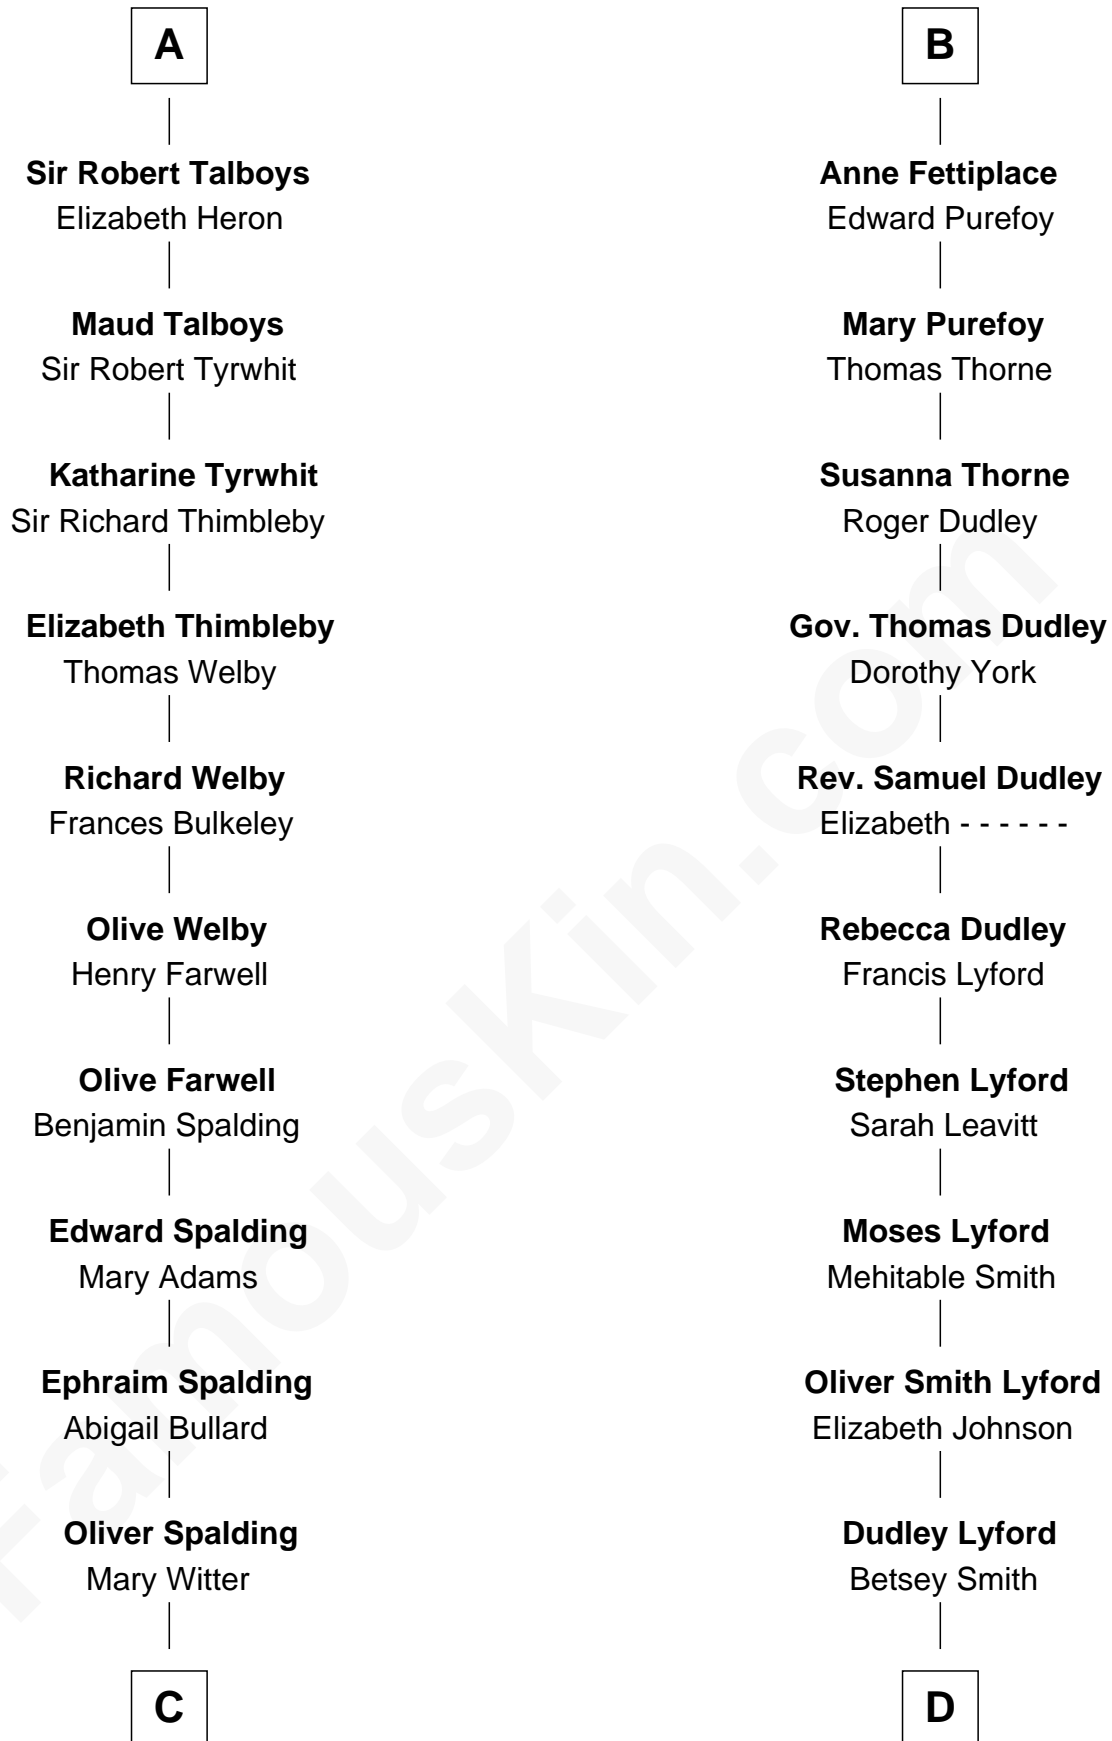 A
Sir Robert Talboys
Elizabeth Heron
Maud Talboys
Sir Robert Tyrwhit
Katharine Tyrwhit
Sir Richard Thimbleby
Elizabeth Thimbleby
Thomas Welby
Richard Welby
Frances Bulkeley
Olive Welby
Henry Farwell
Olive Farwell
Benjamin Spalding
Edward Spalding
Mary Adams
Ephraim Spalding
Abigail Bullard
Oliver Spalding
Mary Witter
C
B
Anne Fettiplace
Edward Purefoy
Mary Purefoy
Thomas Thorne
Susanna Thorne
Roger Dudley
Gov. Thomas Dudley
Dorothy York
Rev. Samuel Dudley
Elizabeth - - - - - -
Rebecca Dudley
Francis Lyford
Stephen Lyford
Sarah Leavitt
Moses Lyford
Mehitable Smith
Oliver Smith Lyford
Elizabeth Johnson
Dudley Lyford
Betsey Smith
D
FamousKin.com